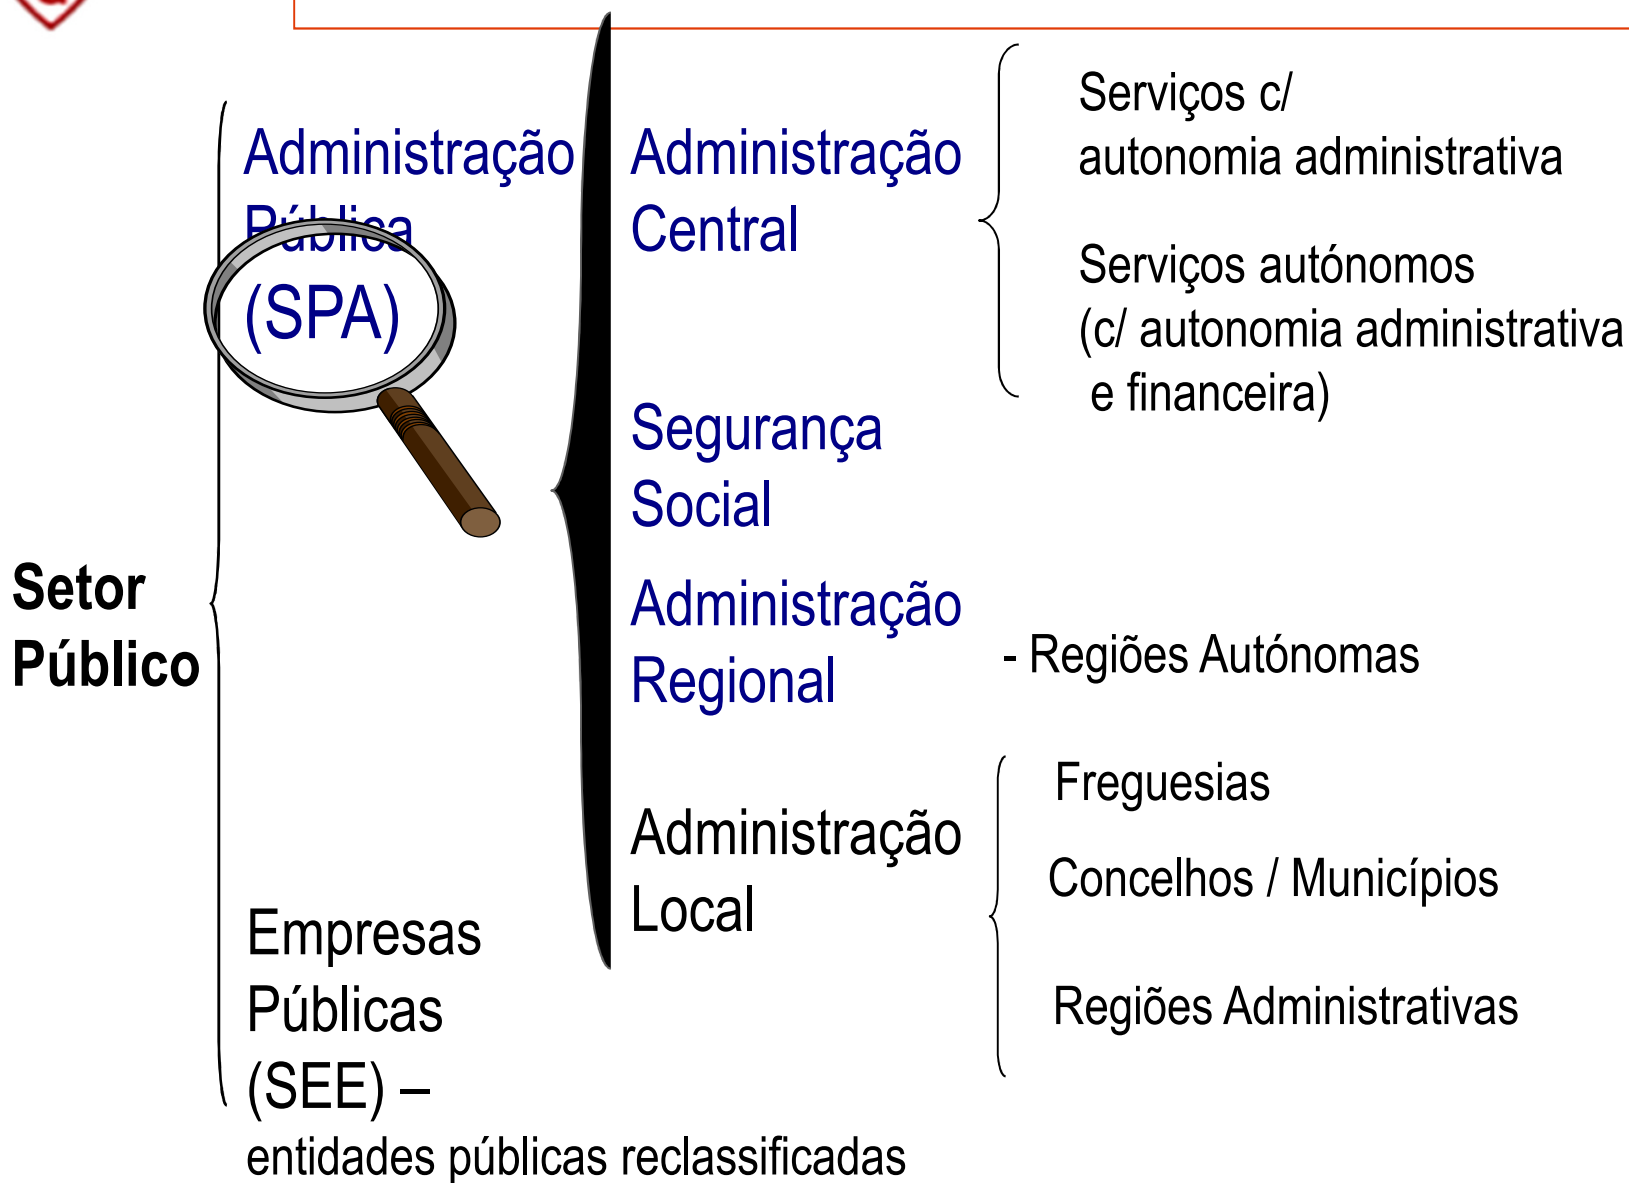 Setor
Público
Administração
Pública
(SPA)
Empresas
Públicas
(SEE) –
entidades públicas reclassificadas
Administração
Central
Segurança
Social
Administração
Regional
Administração
Local
Serviços c/
autonomia administrativa
Serviços autónomos
(c/ autonomia administrativa
e financeira)
- Regiões Autónomas
Freguesias
Concelhos / Municípios
Regiões Administrativas